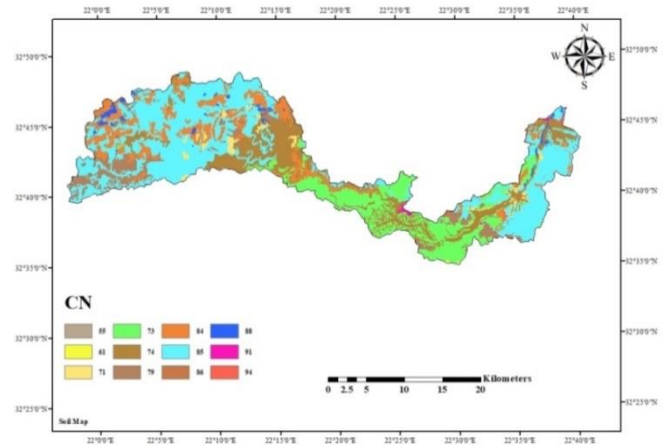 22°0'0"E 22°5'0"E 22°10'0"E 22°15'0"E 22°20'0"E 22°25'0"E 22°30'0"E 22°35'0"E 22°40'0"E
N
W E
S
32°50'0"N 32°50'0"N
32°45'0"N 32°45'0"N
32°40'0"N 32°40'0"N
32°35'0"N 32°35'0"N
CN
55 73 84 88
61 74 85 91
71 79 86 94
32°30'0"N 32°30'0"N
Kilometers
0 2.5 5 10 15 20
32°25'0"N 32°25'0"N
Soil Map
22°0'0"E 22°5'0"E 22°10'0"E 22°15'0"E 22°20'0"E 22°25'0"E 22°30'0"E 22°35'0"E 22°40'0"E